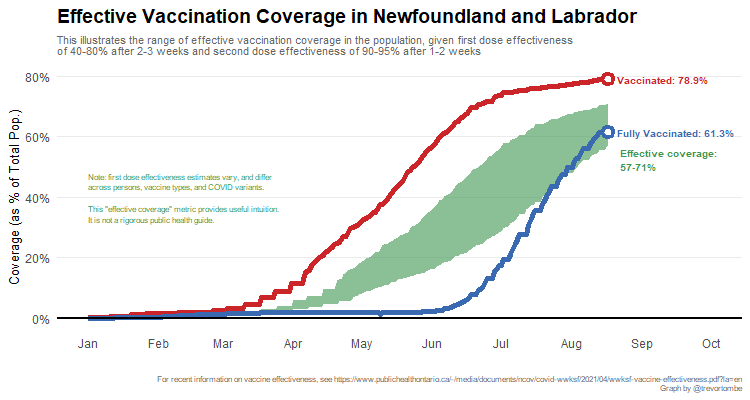 Effective Vaccination Coverage in Newfoundland and Labrador
This illustrates the range of effective vaccination coverage in the population, given first dose effectiveness
of 40-80% after 2-3 weeks and second dose effectiveness of 90-95% after 1-2 weeks
Coverage (as % of Total Pop.)
80%
60%
40%
20%
0%
Note: first dose effectiveness estimates vary, and differ
across persons, vaccine types, and COVID variants.
This "effective coverage" metric provides useful intuition.
It is not a rigorous public health guide.
Vaccinated: 78.9%
Fully Vaccinated: 61.3%
Effective coverage:
57-71%
Jan Feb Mar Apr May Jun Jul Aug Sep Oct
For recent information on vaccine effectiveness, see https://www.publichealthontario.ca/-/media/documents/ncov/covid-wwksf/2021/04/wwksf-vaccine-effectiveness.pdf?la=en
Graph by @trevortombe